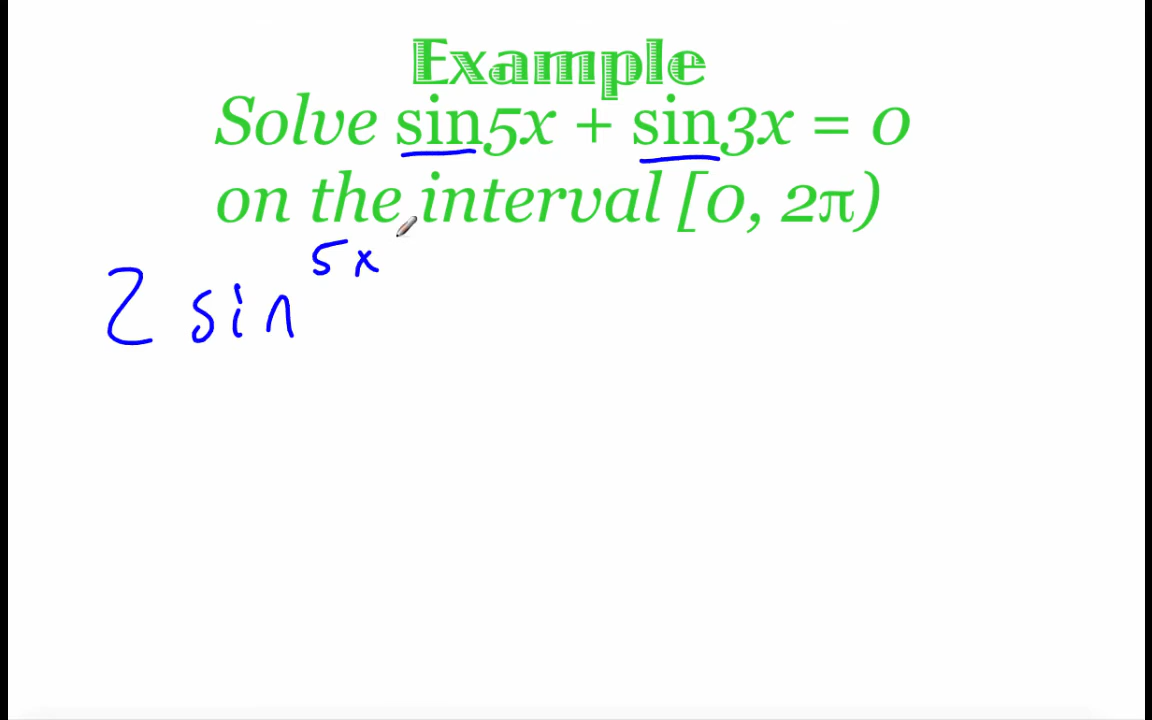 Example
Solve sin5x + sin3x = 0
on the interval [0, 2π)
5x
2 sin